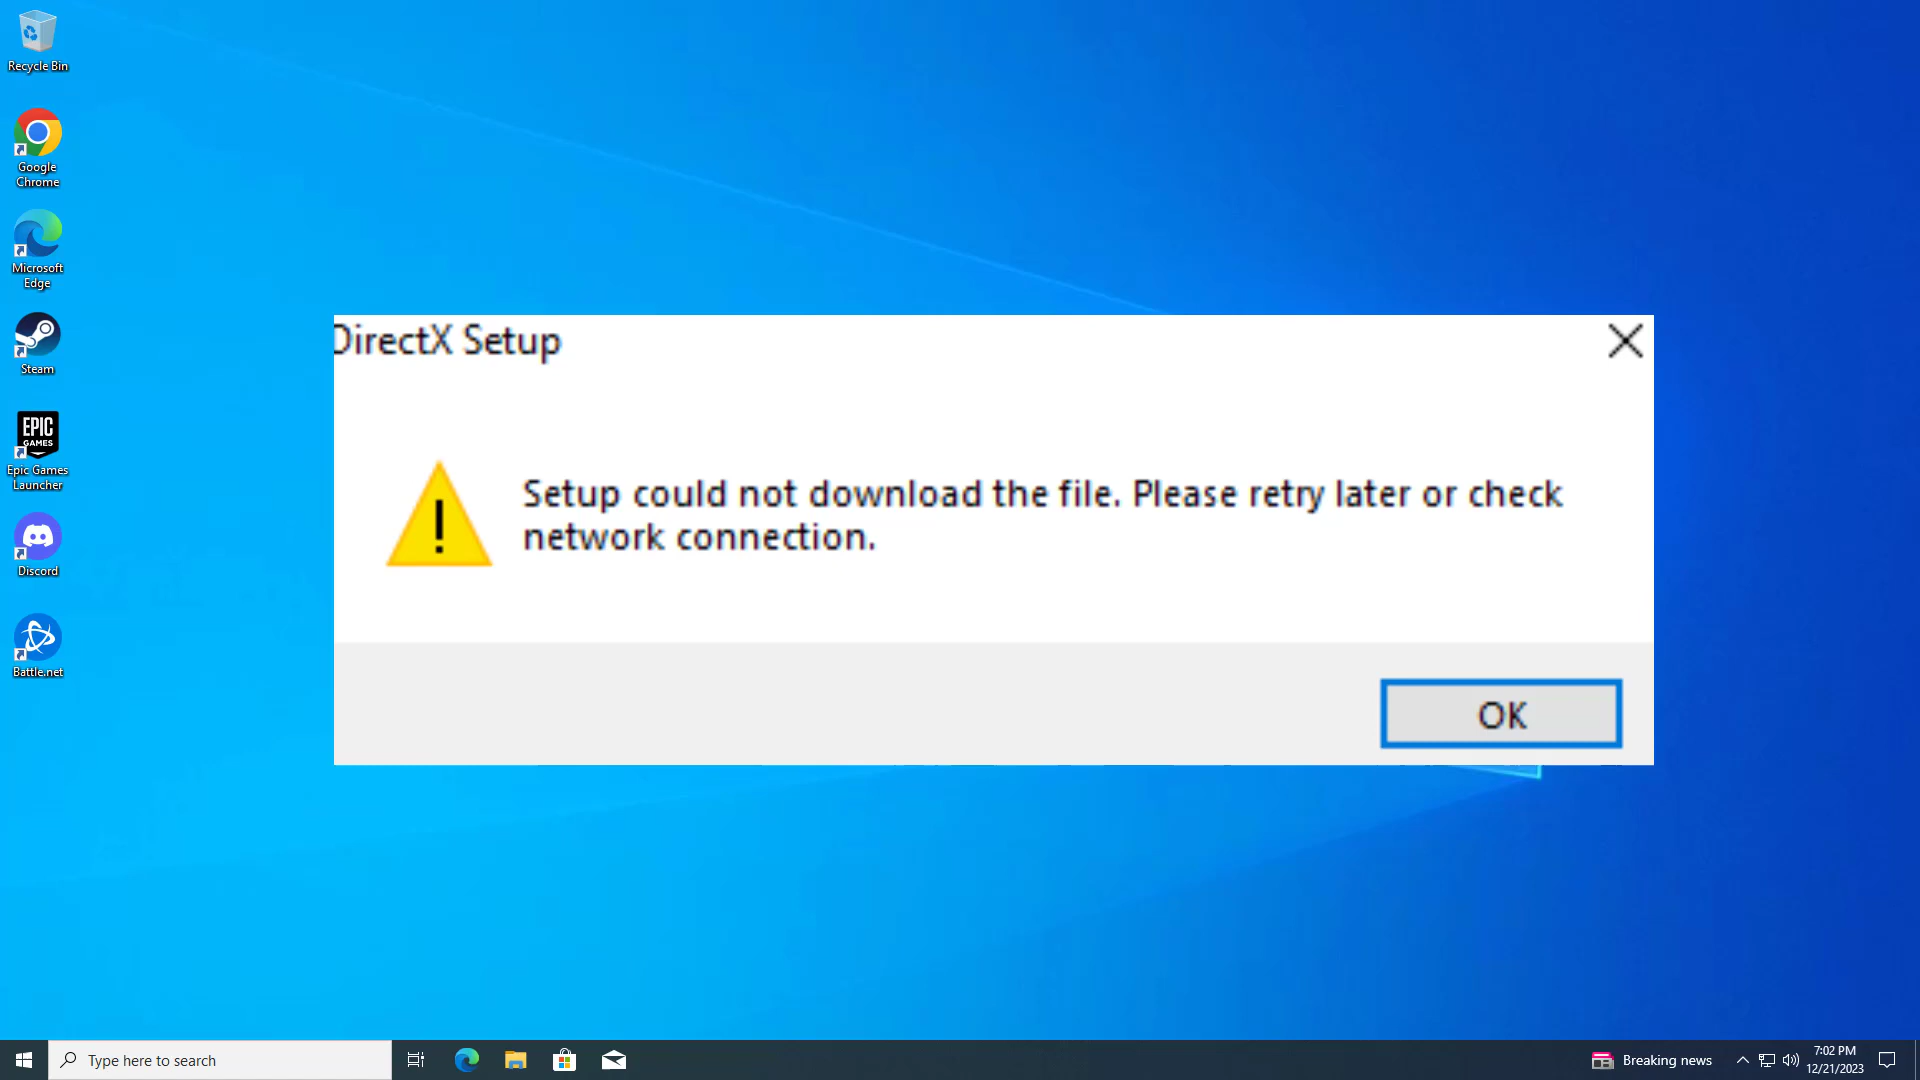 Recycle Bin
Google
Chrome
Microsoft
Edge
Steam
EPIC
GAMES
Epic Games
Launcher
Discord
Battle.net
DirectX Setup
Setup could not download the file. Please retry later or check
network connection.
OK
Type here to search
Breaking news
7:02 PM
12/21/2023